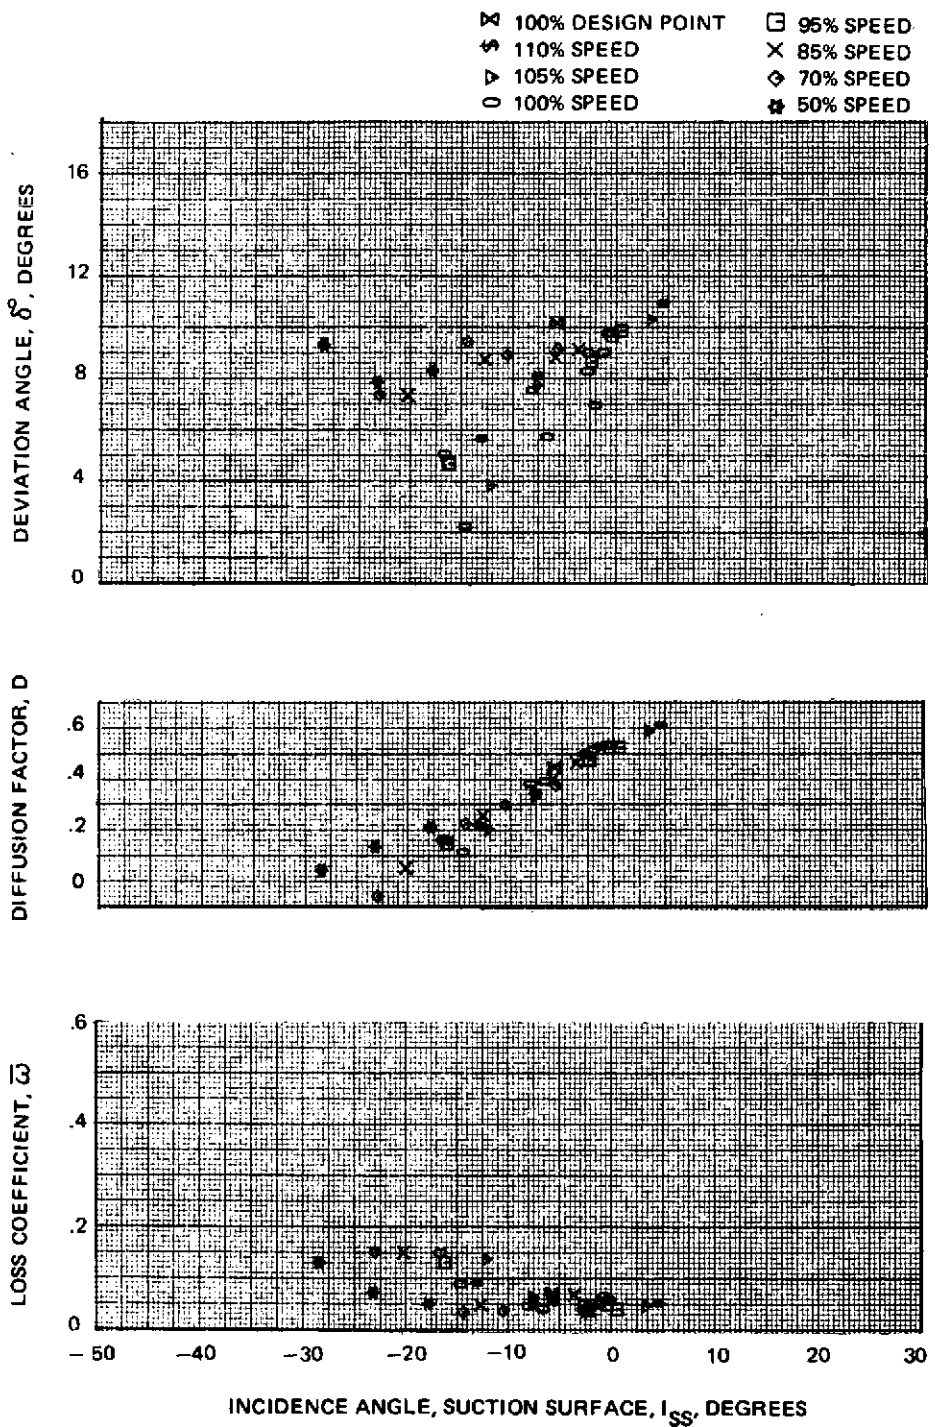 100% DESIGN POINT
110% SPEED
105% SPEED
100% SPEED
95% SPEED
85% SPEED
70% SPEED
50% SPEED
DEVIATION ANGLE, δ°, DEGREES
16
12
8
4
0
DIFFUSION FACTOR, D
.6
.4
.2
0
LOSS COEFFICIENT, ω̅
.6
.4
.2
0
−50 −40 −30 −20 −10 0 10 20 30
INCIDENCE ANGLE, SUCTION SURFACE, I_SS, DEGREES